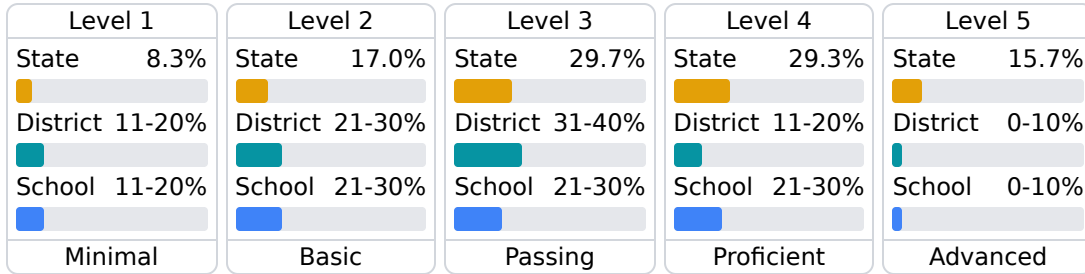 Level 1
State 8.3%
District 11-20%
School 11-20%
Minimal
Level 2
State 17.0%
District 21-30%
School 21-30%
Basic
Level 3
State 29.7%
District 31-40%
School 21-30%
Passing
Level 4
State 29.3%
District 11-20%
School 21-30%
Proficient
Level 5
State 15.7%
District 0-10%
School 0-10%
Advanced